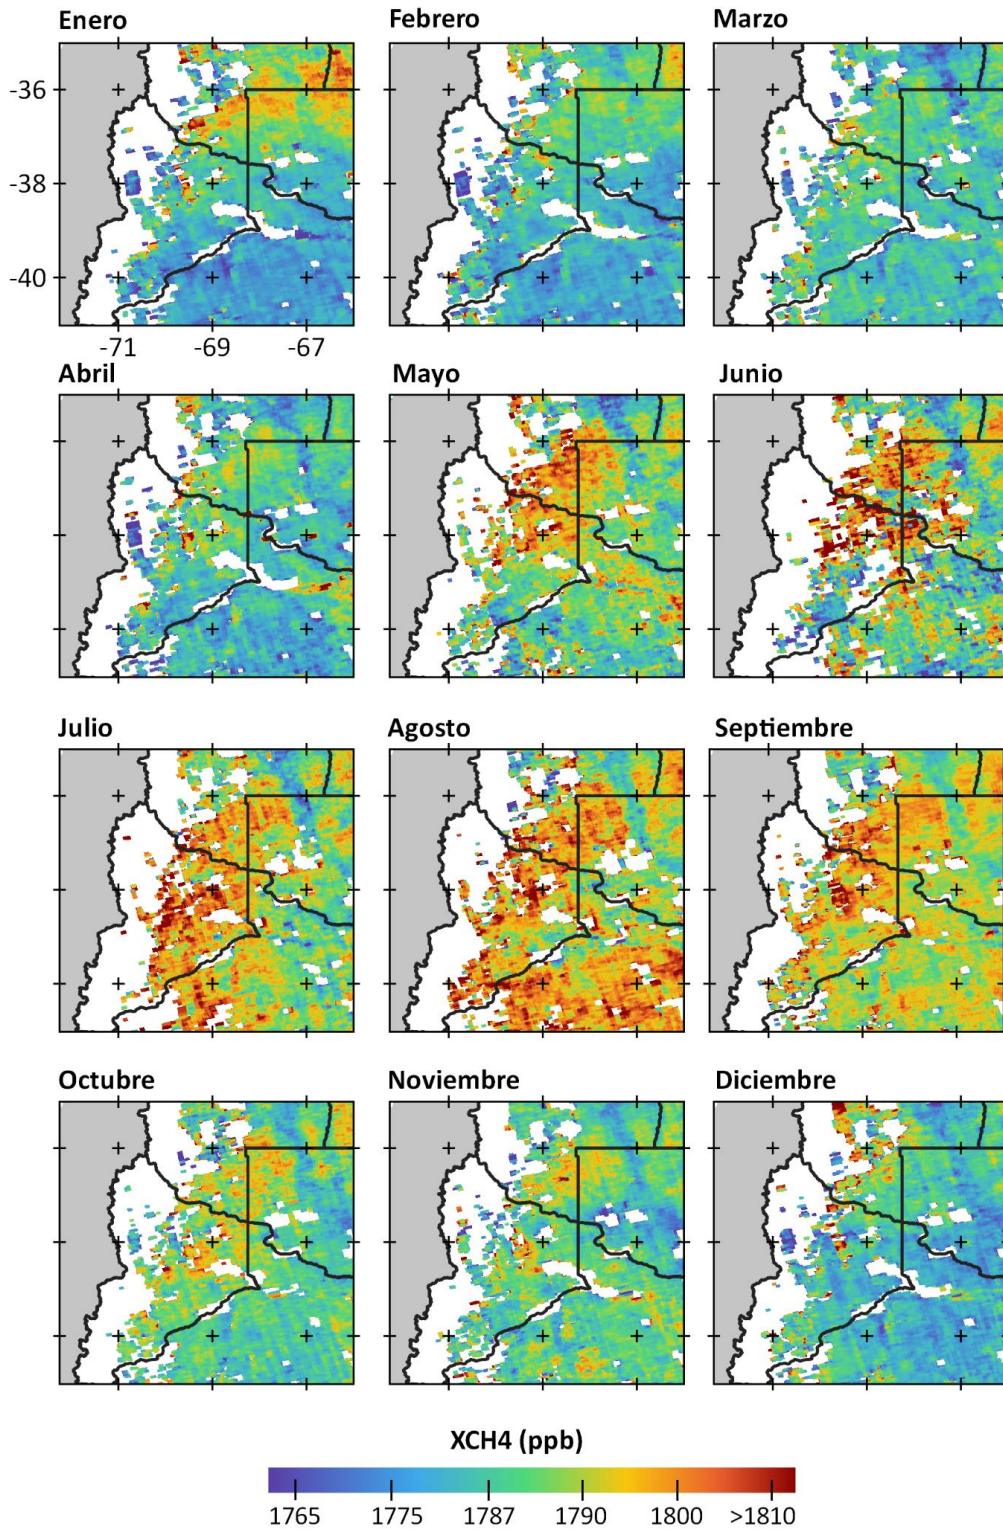 Enero Febrero Marzo
-36
-38
-40
-71 -69 -67
Abril Mayo Junio
Julio Agosto Septiembre
Octubre Noviembre Diciembre
XCH4 (ppb)
1765 1775 1787 1790 1800 >1810